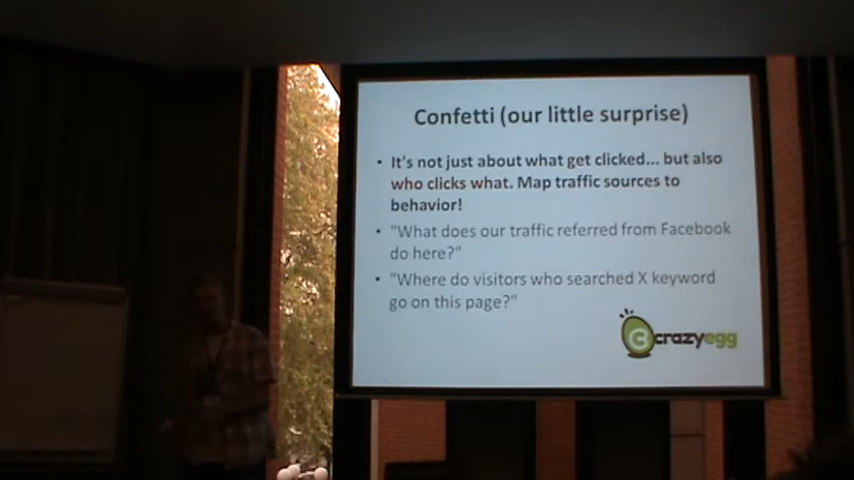 Confetti (our little surprise)
• It's not just about what get clicked... but also
who clicks what. Map traffic sources to
behavior!
• "What does our traffic referred from Facebook
do here?"
• "Where do visitors who searched X keyword
go on this page?"
crazyegg